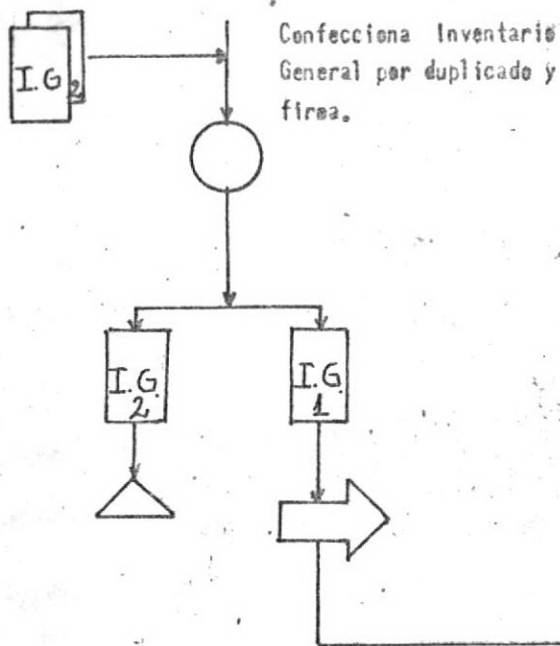 Confecciona Inventario
General por duplicado y
firma.
I.G 2
I.G.
2
I.G.
1